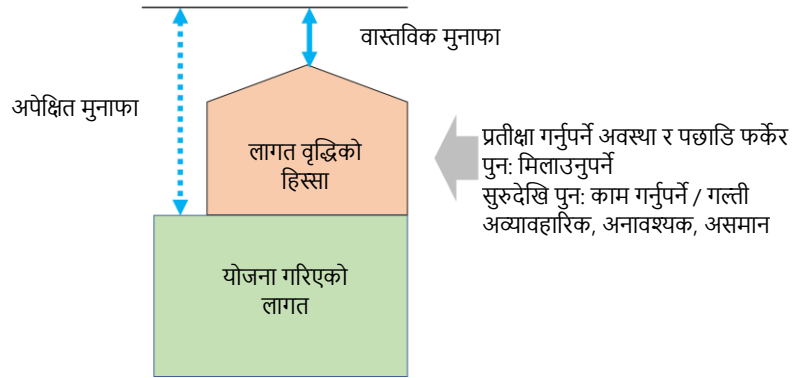 वास्तविक मुनाफा
अपेक्षित मुनाफा
लागत वृद्धिको
हिस्सा
प्रतीक्षा गर्नुपर्ने अवस्था र पछाडि फर्केर
पुन: मिलाउनुपर्ने
सुरुदेखि पुन: काम गर्नुपर्ने / गल्ती
अव्यावहारिक, अनावश्यक, असमान
योजना गरिएको
लागत